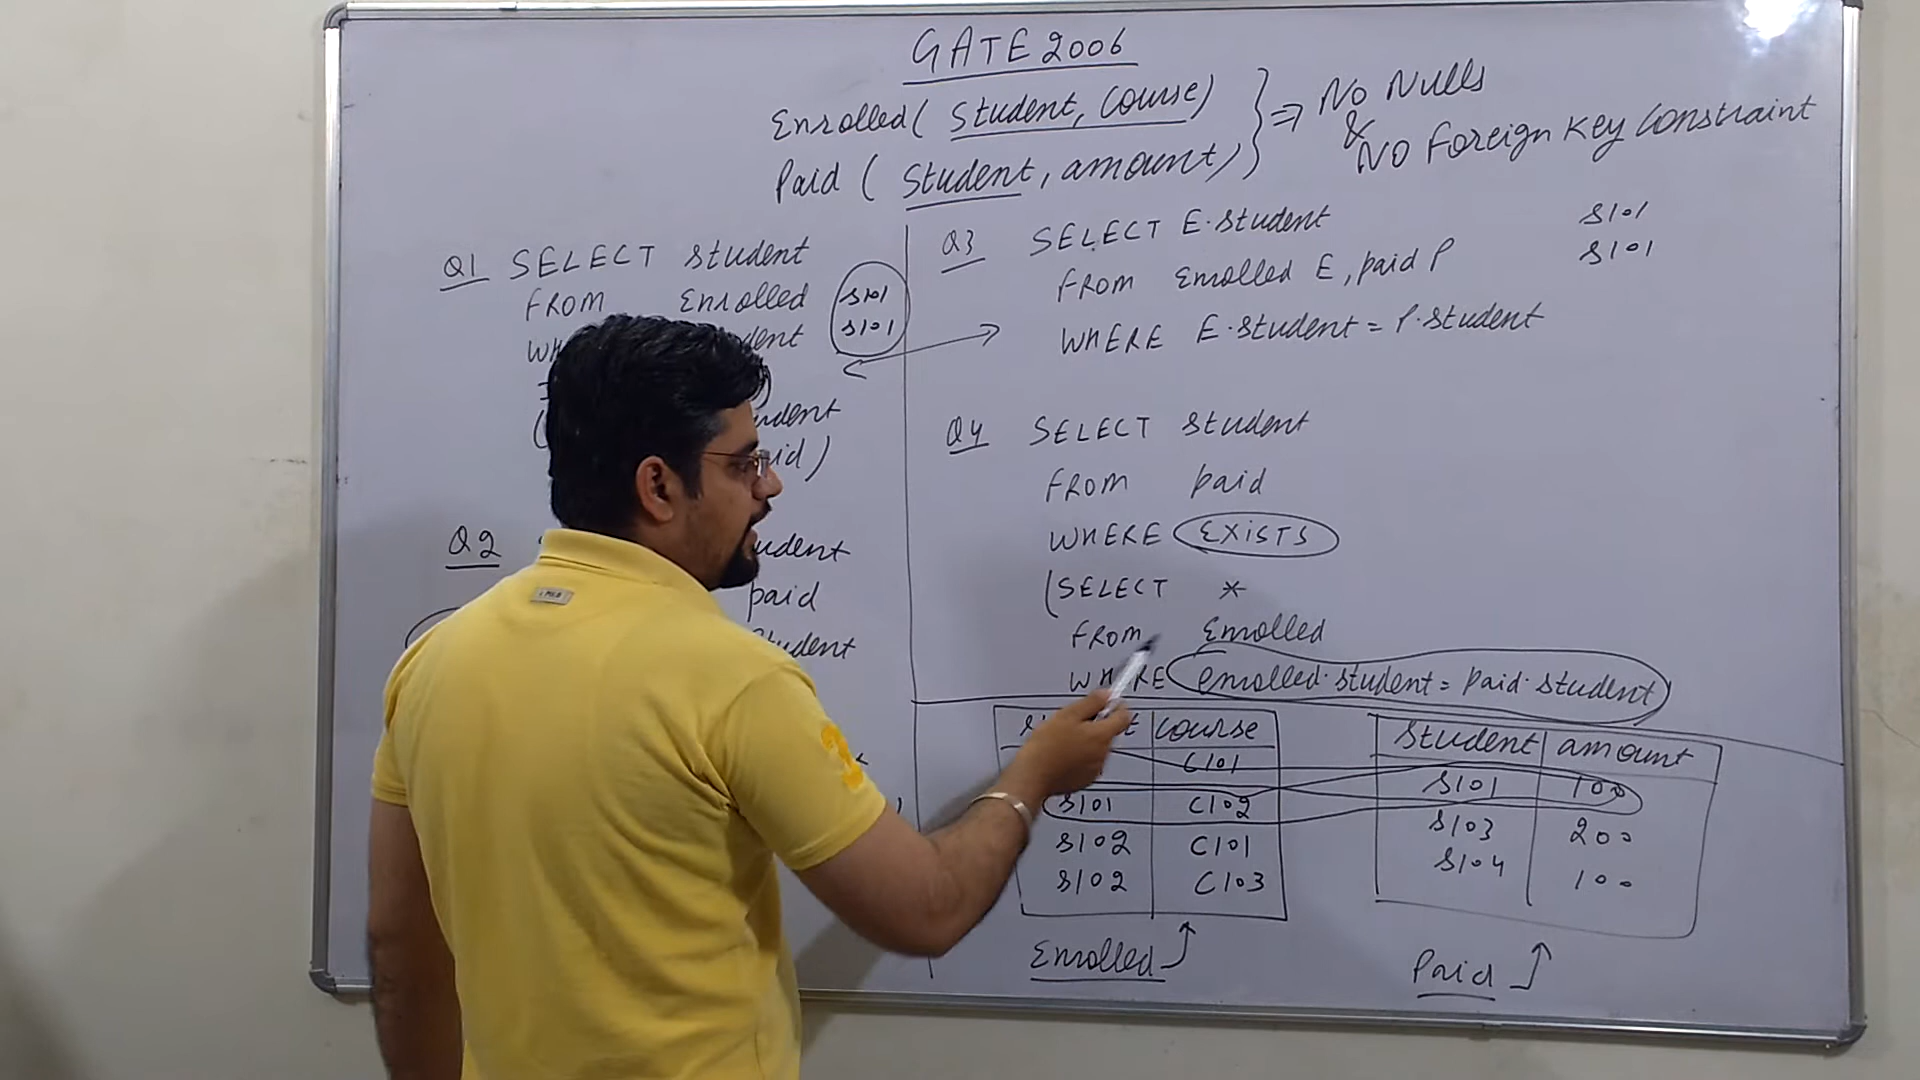 GATE 2006
Enrolled( Student, Course)
Paid ( Student, amount)
⇒ No Nulls
&
NO Foreign Key Constraint
Q1 SELECT student
FROM Enrolled
S101
S101
Q2
paid
Q3 SELECT E.student
FROM Enrolled E, paid P
WHERE E.student = P.student
S101
S101
Q4 SELECT student
FROM paid
WHERE EXISTS
(SELECT *
FROM Enrolled
WHERE enrolled.student = paid.student
course
C101
S101 C102
S102 C101
S102 C103
Enrolled
Student amount
S101 100
S103 200
S104 100
Paid